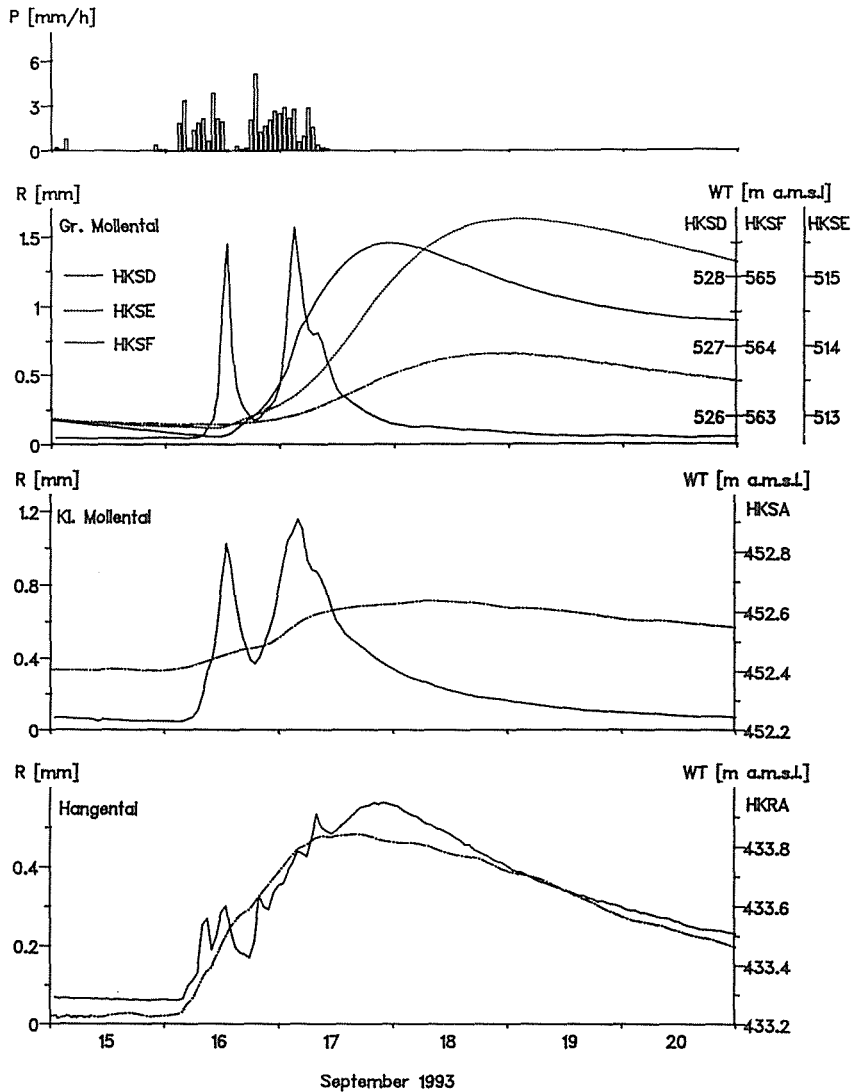 P [mm/h]
6
3
0
R [mm]
WT [m a.m.s.l]
Gr. Mollental
HKSD
HKSF
HKSE
1.5
HKSD
528
565
515
HKSE
1
HKSF
527
564
514
0.5
526
563
513
0
R [mm]
WT [m a.m.s.l.]
1.2
HKSA
Kl. Mollental
452.8
0.8
452.6
0.4
452.4
0
452.2
R [mm]
WT [m a.m.s.l.]
Hangental
HKRA
433.8
0.4
433.6
0.2
433.4
0
433.2
15
16
17
18
19
20
September 1993